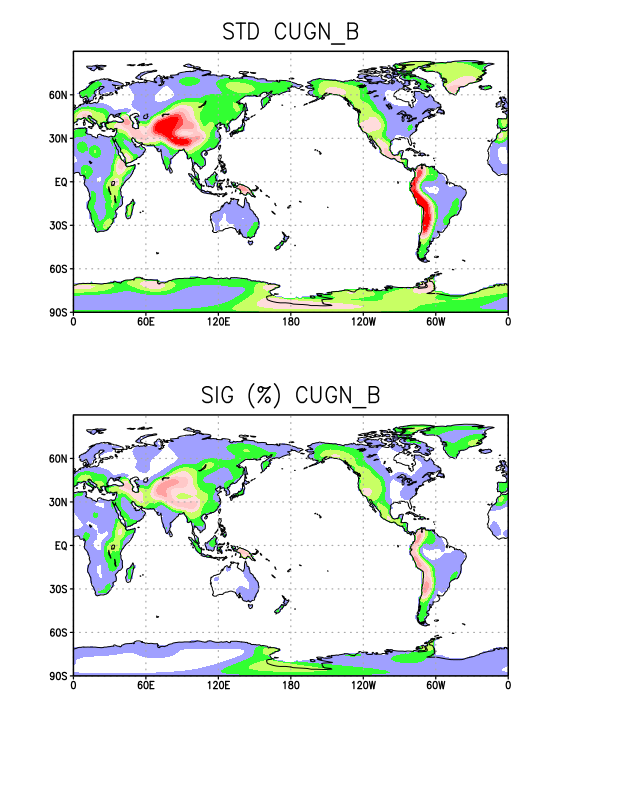 STD CUGN_B
60N
30N
EQ
30S
60S
90S
0 60E 120E 180 120W 60W 0
SIG (%) CUGN_B
60N
30N
EQ
30S
60S
90S
0 60E 120E 180 120W 60W 0